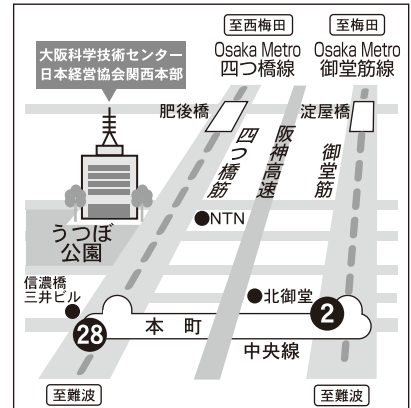 至西梅田
至梅田
Osaka Metro
四つ橋線
Osaka Metro
御堂筋線
大阪科学技術センター
日本経営協会関西本部
肥後橋
淀屋橋
四つ橋筋
阪神高速
御堂筋
NTN
うつぼ
公園
信濃橋
三井ビル
北御堂
28
本町
2
中央線
至難波
至難波